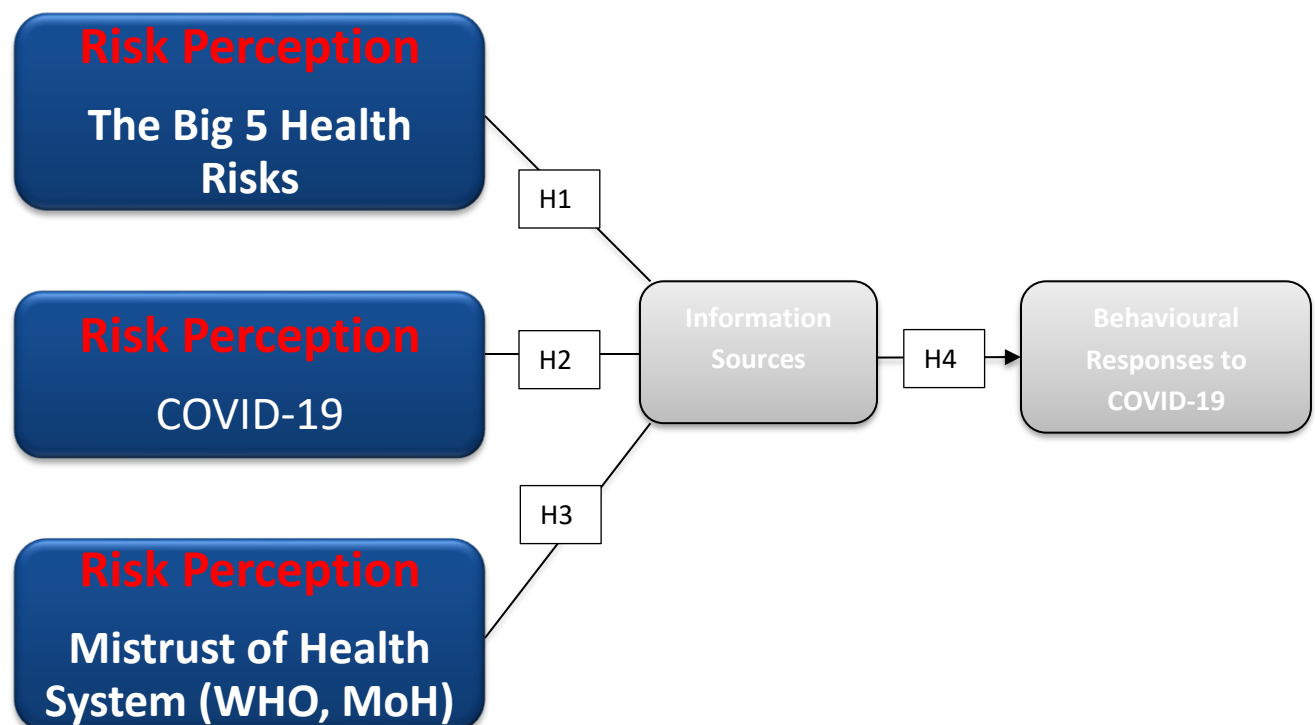 Risk Perception
The Big 5 Health
Risks
H1
Risk Perception
COVID-19
H2
Information
Sources
H4
Behavioural
Responses to
COVID-19
H3
Risk Perception
Mistrust of Health
System (WHO, MoH)